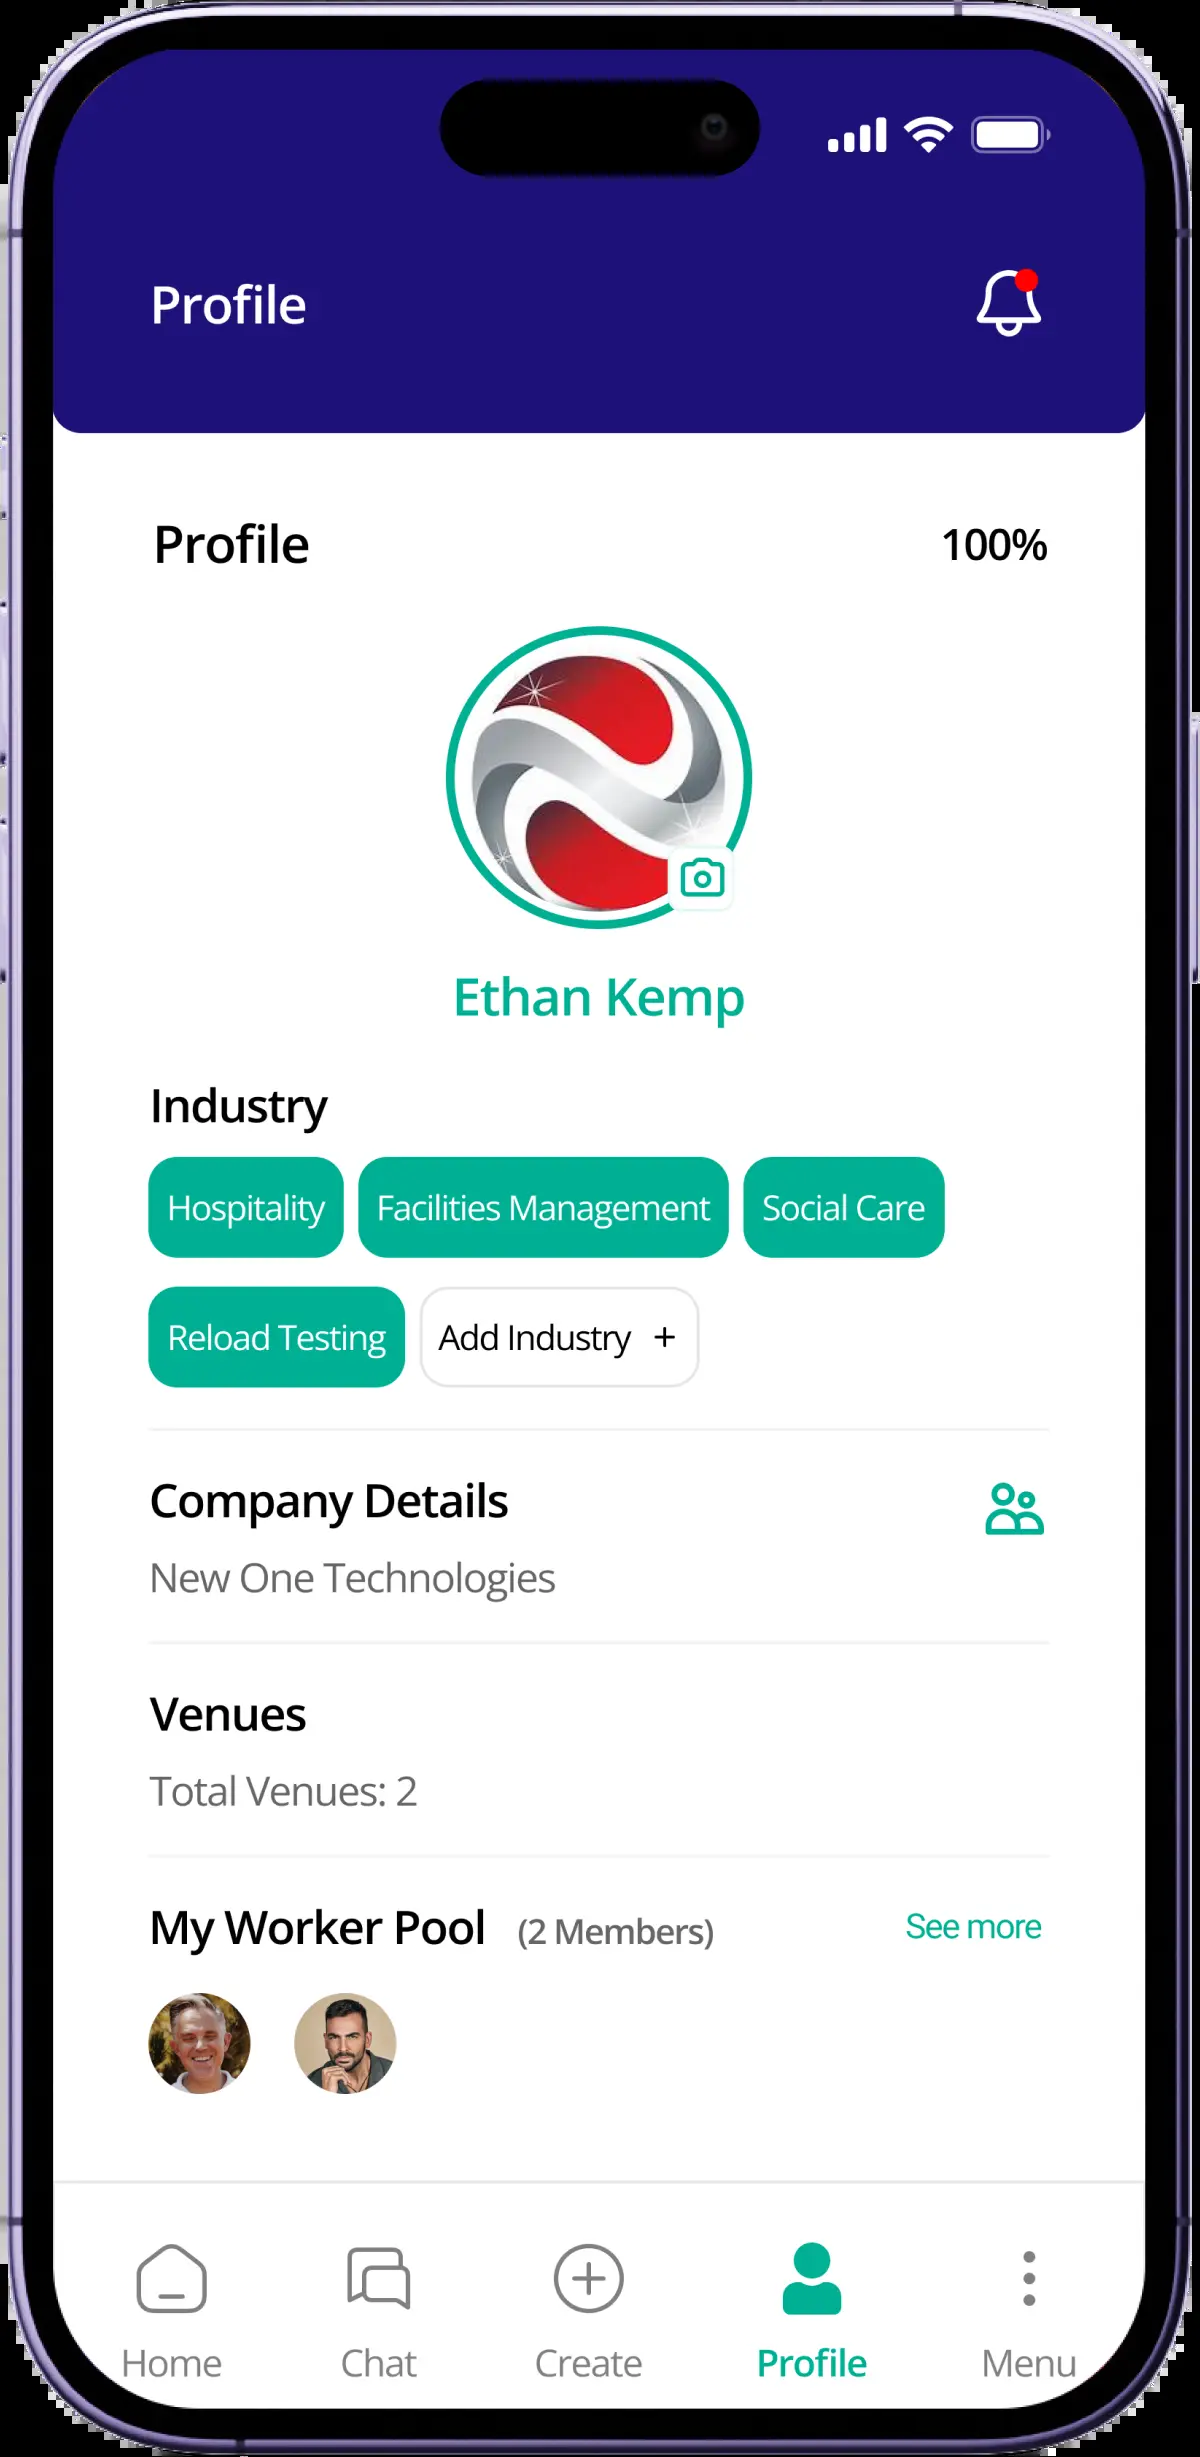 Profile
Profile 100%
Ethan Kemp
Industry
Hospitality Facilities Management Social Care
Reload Testing Add Industry +
Company Details
New One Technologies
Venues
Total Venues: 2
My Worker Pool (2 Members) See more
Home Chat Create Profile Menu